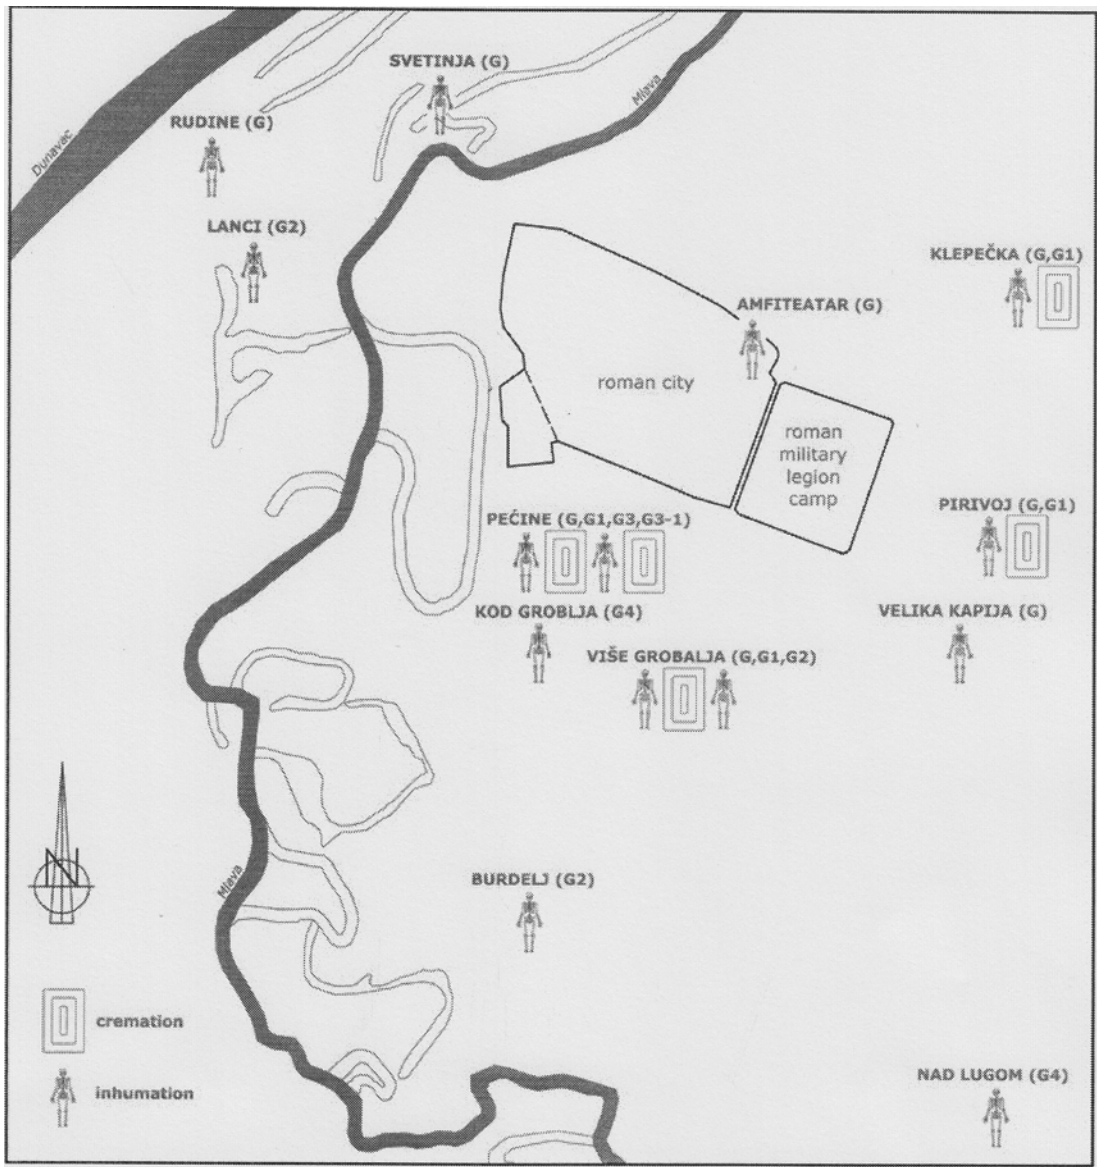 SVETINJA (G)
Mlava
RUDINE (G)
Dunavac
LANCI (G2)
KLEPEČKA (G,G1)
AMFITEATAR (G)
roman city
roman
military
legion
camp
PEĆINE (G,G1,G3,G3-1)
PIRIVOJ (G,G1)
KOD GROBLJA (G4)
VELIKA KAPIJA (G)
VIŠE GROBALJA (G,G1,G2)
N
Mlava
BURDELJ (G2)
cremation
NAD LUGOM (G4)
inhumation